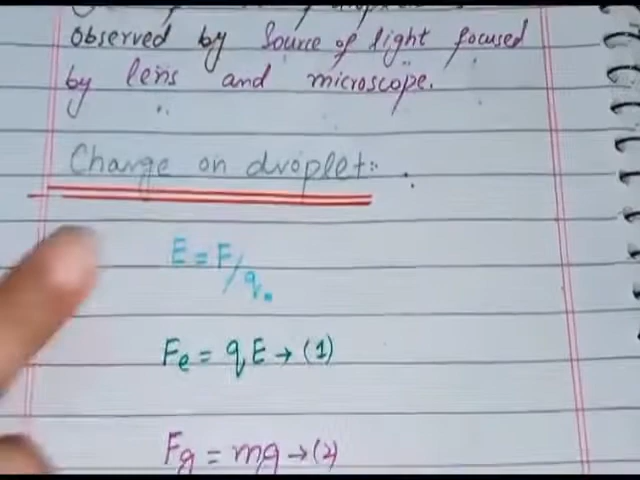 observed by Source of light focused
by lens and microscope.
Charge on droplet:
E = F/q.
Fe = qE → (1)
Fg = mg → (2)